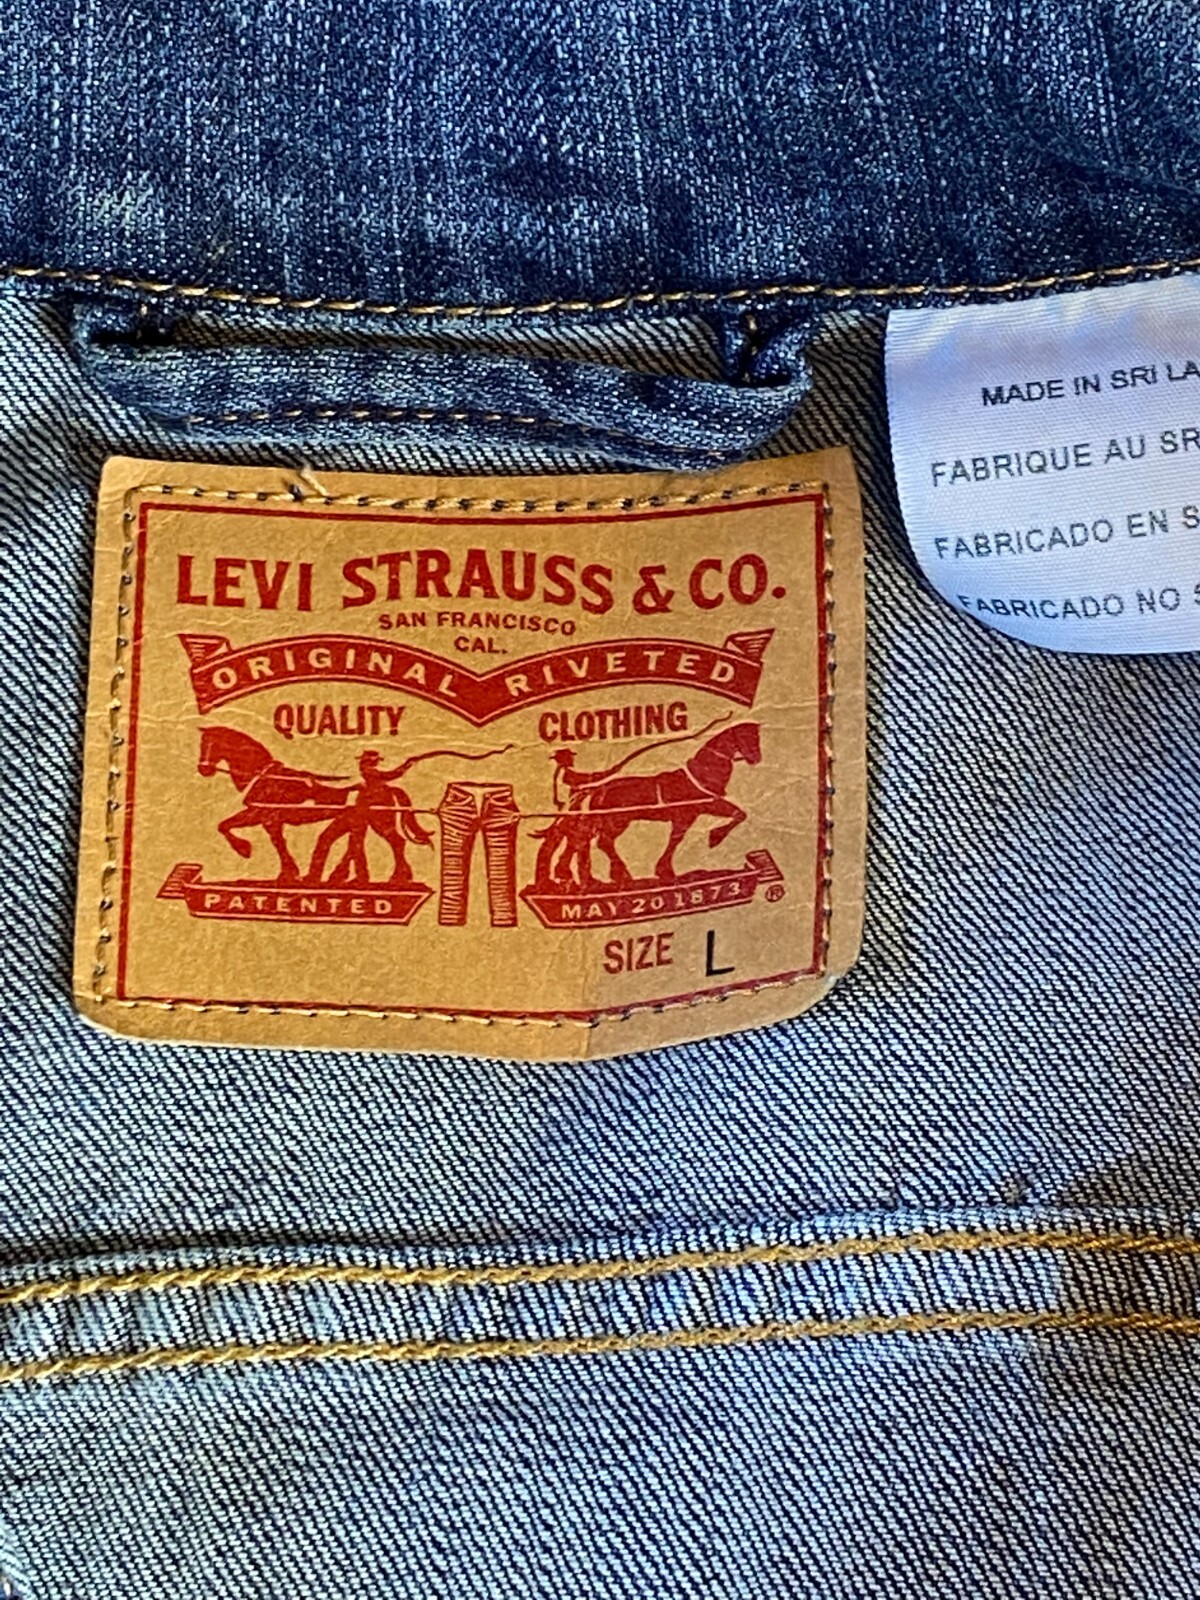 LEVI STRAUSS & CO.
SAN FRANCISCO
CAL.
ORIGINAL RIVETED
QUALITY CLOTHING
PATENTED MAY 20 1873 ®
SIZE L
MADE IN SRI LA
FABRIQUE AU SR
FABRICADO EN S
FABRICADO NO